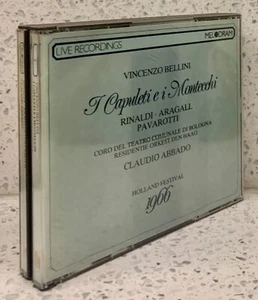 LIVE RECORDINGS
MELODRAM
VINCENZO BELLINI
I Capuleti e i Montecchi
RINALDI - ARAGALL
PAVAROTTI
CORO DEL TEATRO COMUNALE DI BOLOGNA
RESIDENTIE ORKEST DEN HAAG
CLAUDIO ABBADO
HOLLAND FESTIVAL
1966